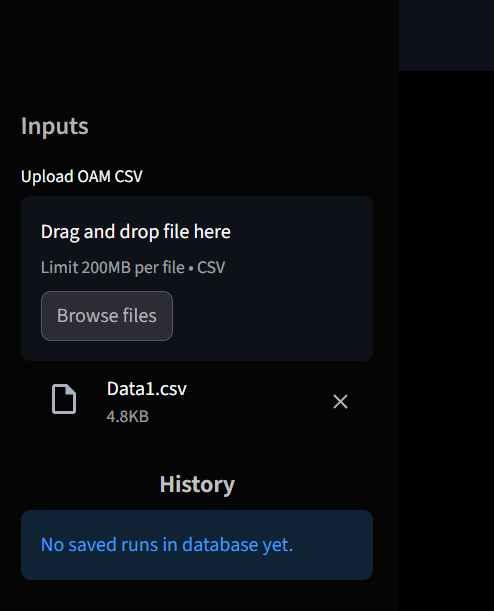 Inputs
Upload OAM CSV
Drag and drop file here
Limit 200MB per file • CSV
Browse files
Data1.csv
4.8KB
History
No saved runs in database yet.